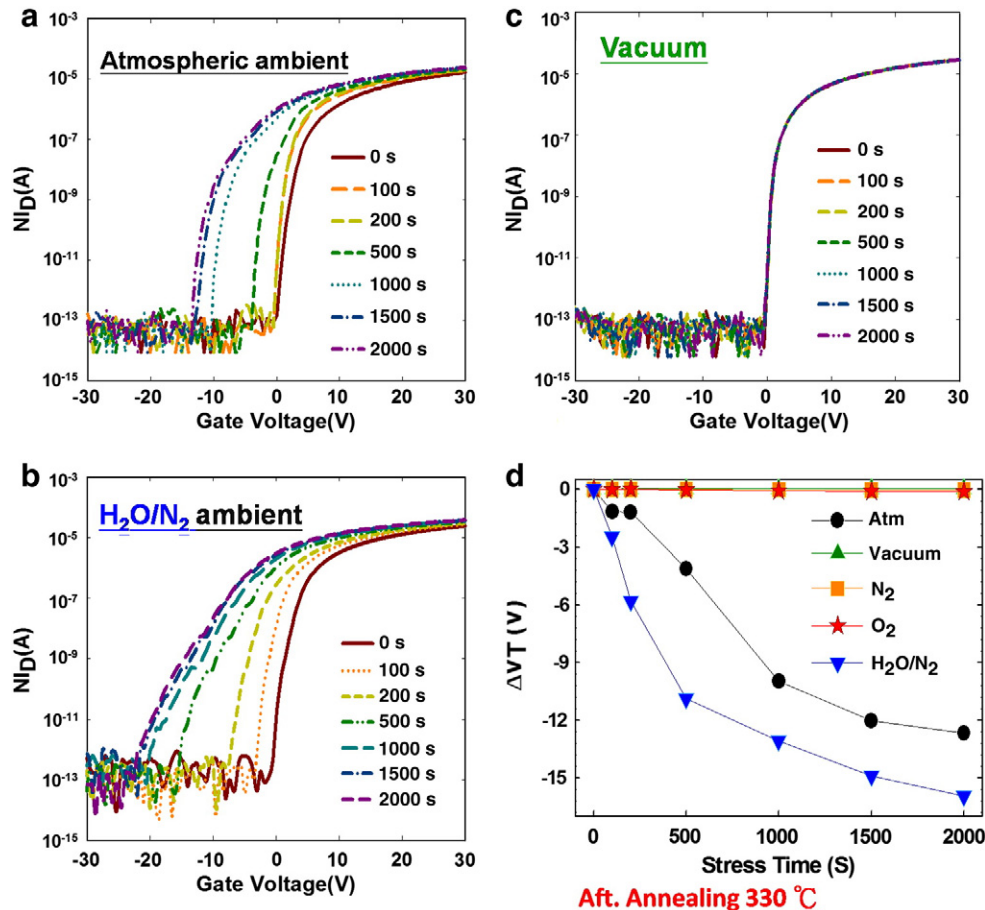 a
Atmospheric ambient
NI_D(A)
10⁻³
10⁻⁵
10⁻⁷
10⁻⁹
10⁻¹¹
10⁻¹³
10⁻¹⁵
0 s
100 s
200 s
500 s
1000 s
1500 s
2000 s
-30 -20 -10 0 10 20 30
Gate Voltage(V)
c
Vacuum
NI_D(A)
10⁻³
10⁻⁵
10⁻⁷
10⁻⁹
10⁻¹¹
10⁻¹³
10⁻¹⁵
0 s
100 s
200 s
500 s
1000 s
1500 s
2000 s
-30 -20 -10 0 10 20 30
Gate Voltage(V)
b
H₂O/N₂ ambient
NI_D(A)
10⁻³
10⁻⁵
10⁻⁷
10⁻⁹
10⁻¹¹
10⁻¹³
10⁻¹⁵
0 s
100 s
200 s
500 s
1000 s
1500 s
2000 s
-30 -20 -10 0 10 20 30
Gate Voltage(V)
d
ΔVT (V)
0
-3
-6
-9
-12
-15
Atm
Vacuum
N₂
O₂
H₂O/N₂
0 500 1000 1500 2000
Stress Time (S)
Aft. Annealing 330 ℃